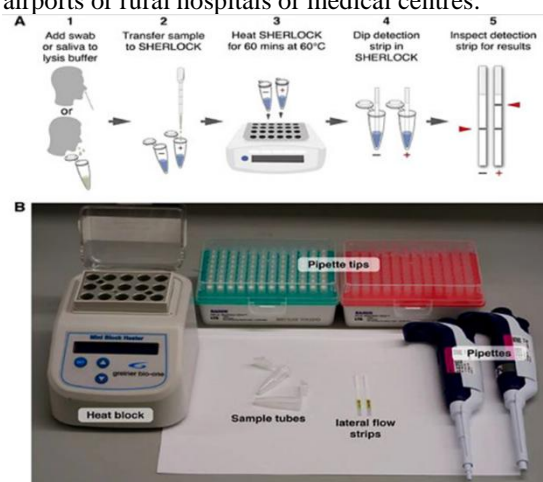 airports or rural hospitals or medical centres.
A 1 2 3 4 5
Add swab or saliva to lysis buffer
Transfer sample to SHERLOCK
Heat SHERLOCK for 60 mins at 60°C
Dip detection strip in SHERLOCK
Inspect detection strip for results
or
- +
- +
- +
B
Pipette tips
Mini Block Heater
greiner bio-one
Heat block
Sample tubes
lateral flow strips
Pipettes